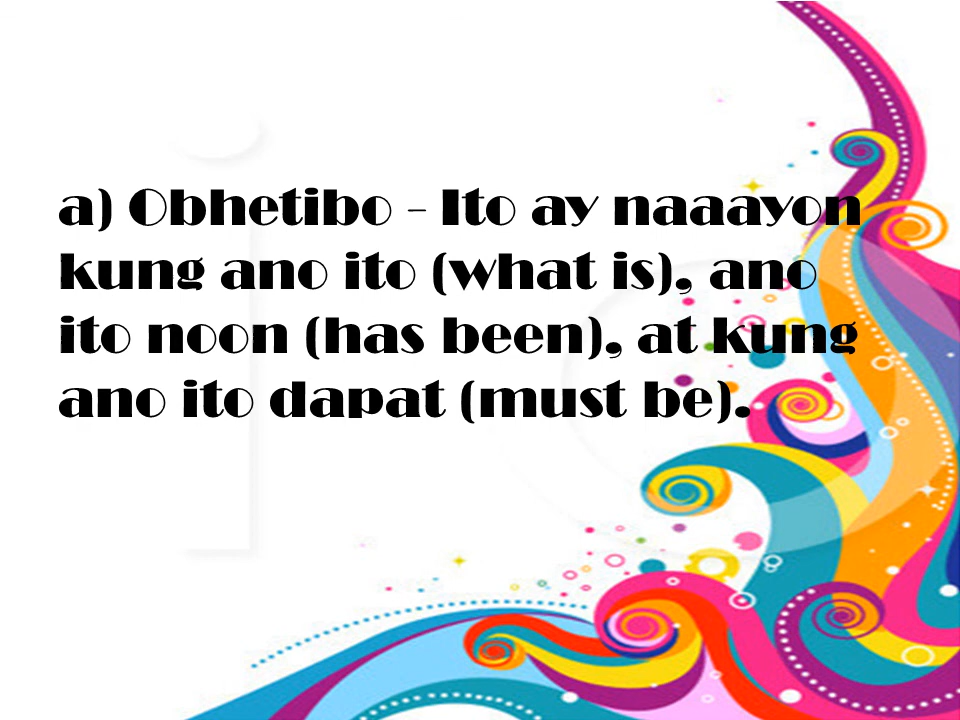 a) Obhetibo - Ito ay naaayon
kung ano ito (what is), ano
ito noon (has been), at kung
ano ito dapat (must be).